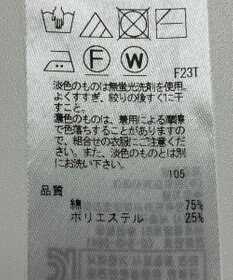 F W
F23T
淡色のものは無蛍光洗剤を使用。
よくすすぎ、絞りの後すぐに干
すこと。
濃色のものは、着用による摩擦
で色落ちすることがありますの
で、組合せの衣服にご注意くださ
い。また、淡色のものとは別
にお洗い下さい。
105
品質
綿 75%
ポリエステル 25%